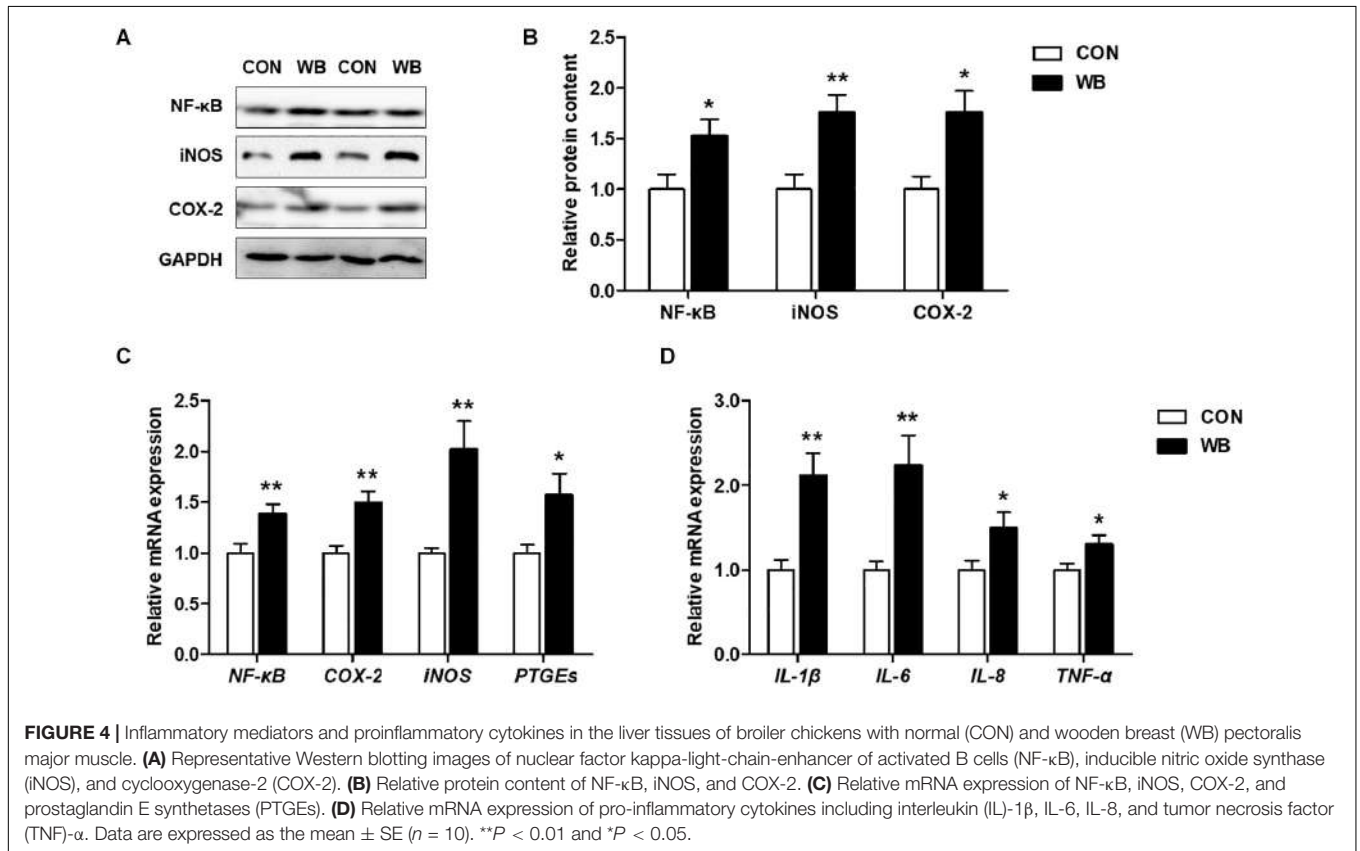 A
CON WB CON WB
NF-κB
iNOS
COX-2
GAPDH
B
Relative protein content
2.5
2.0
1.5
1.0
0.5
0.0
* ** *
NF-κB iNOS COX-2
CON
WB
C
Relative mRNA expression
2.5
2.0
1.5
1.0
0.5
0.0
** ** ** *
NF-κB COX-2 iNOS PTGEs
D
Relative mRNA expression
3.0
2.0
1.0
0.0
** ** * *
IL-1β IL-6 IL-8 TNF-α
CON
WB
FIGURE 4 | Inflammatory mediators and proinflammatory cytokines in the liver tissues of broiler chickens with normal (CON) and wooden breast (WB) pectoralis
major muscle. (A) Representative Western blotting images of nuclear factor kappa-light-chain-enhancer of activated B cells (NF-κB), inducible nitric oxide synthase
(iNOS), and cyclooxygenase-2 (COX-2). (B) Relative protein content of NF-κB, iNOS, and COX-2. (C) Relative mRNA expression of NF-κB, iNOS, COX-2, and
prostaglandin E synthetases (PTGEs). (D) Relative mRNA expression of pro-inflammatory cytokines including interleukin (IL)-1β, IL-6, IL-8, and tumor necrosis factor
(TNF)-α. Data are expressed as the mean ± SE (n = 10). **P < 0.01 and *P < 0.05.